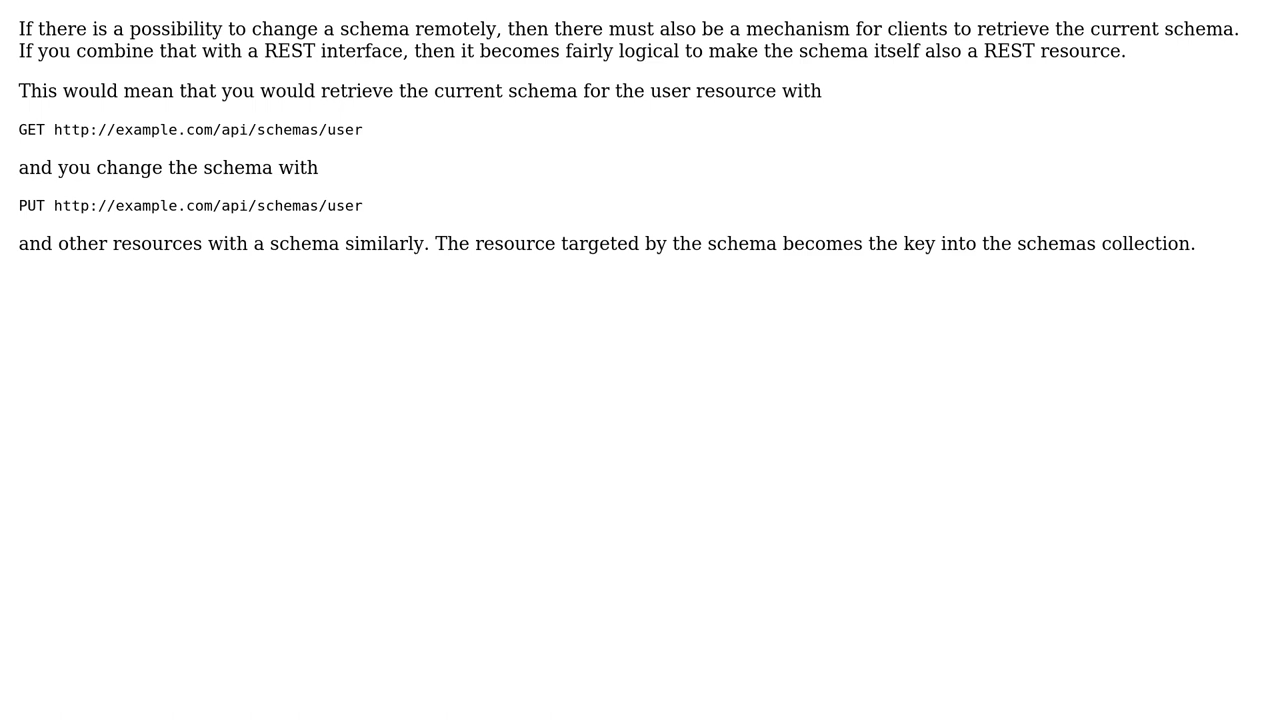 If there is a possibility to change a schema remotely, then there must also be a mechanism for clients to retrieve the current schema.
If you combine that with a REST interface, then it becomes fairly logical to make the schema itself also a REST resource.
This would mean that you would retrieve the current schema for the user resource with
GET http://example.com/api/schemas/user
and you change the schema with
PUT http://example.com/api/schemas/user
and other resources with a schema similarly. The resource targeted by the schema becomes the key into the schemas collection.